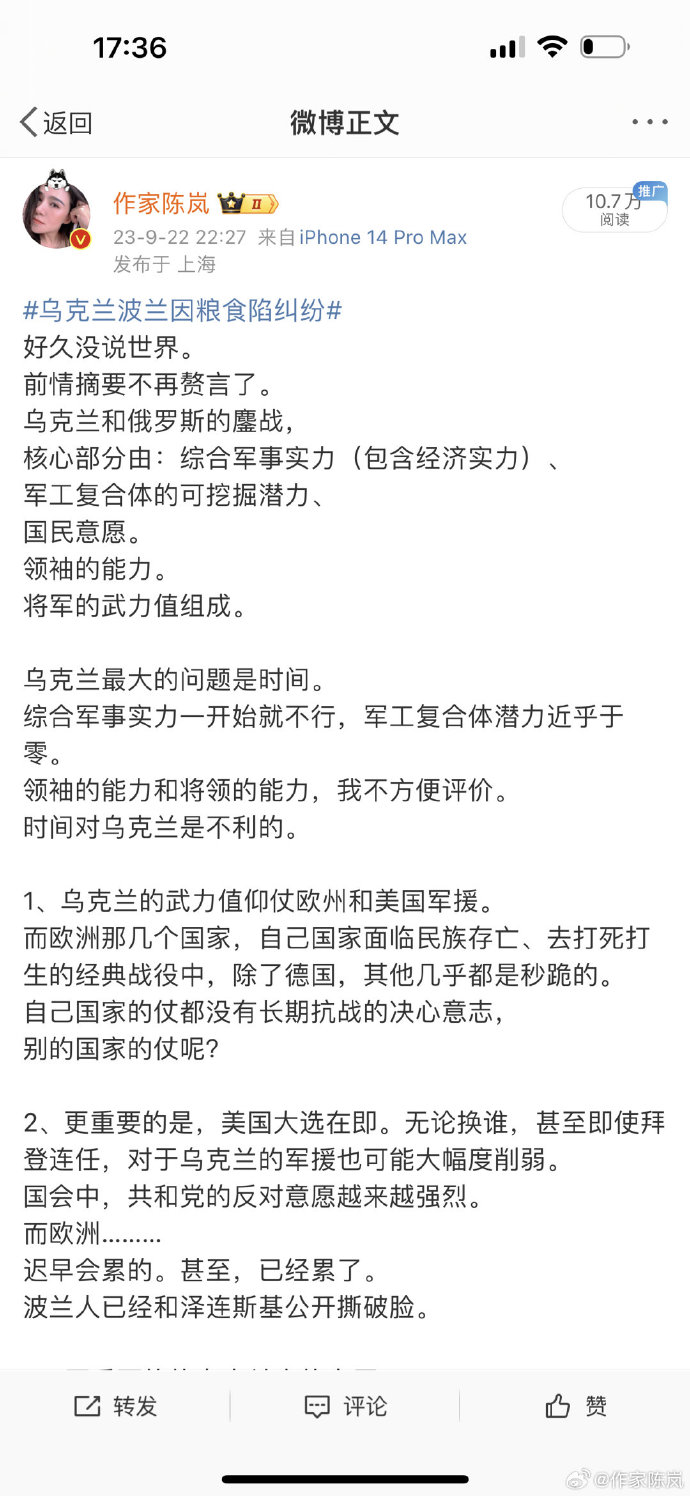 17:36
返回
微博正文
作家陈岚
II
推广
10.7万
阅读
23-9-22 22:27 来自iPhone 14 Pro Max
发布于 上海
#乌克兰波兰因粮食陷纠纷#
好久没说世界。
前情摘要不再赘言了。
乌克兰和俄罗斯的鏖战，
核心部分由：综合军事实力（包含经济实力）、
军工复合体的可挖掘潜力、
国民意愿。
领袖的能力。
将军的武力值组成。
乌克兰最大的问题是时间。
综合军事实力一开始就不行，军工复合体潜力近乎于
零。
领袖的能力和将领的能力，我不方便评价。
时间对乌克兰是不利的。
1、乌克兰的武力值仰仗欧州和美国军援。
而欧洲那几个国家，自己国家面临民族存亡、去打死打
生的经典战役中，除了德国，其他几乎都是秒跪的。
自己国家的仗都没有长期抗战的决心意志，
别的国家的仗呢?
2、更重要的是，美国大选在即。无论换谁，甚至即使拜
登连任，对于乌克兰的军援也可能大幅度削弱。
国会中，共和党的反对意愿越来越强烈。
而欧洲………
迟早会累的。甚至，已经累了。
波兰人已经和泽连斯基公开撕破脸。
转发
评论
赞
@作家陈岚